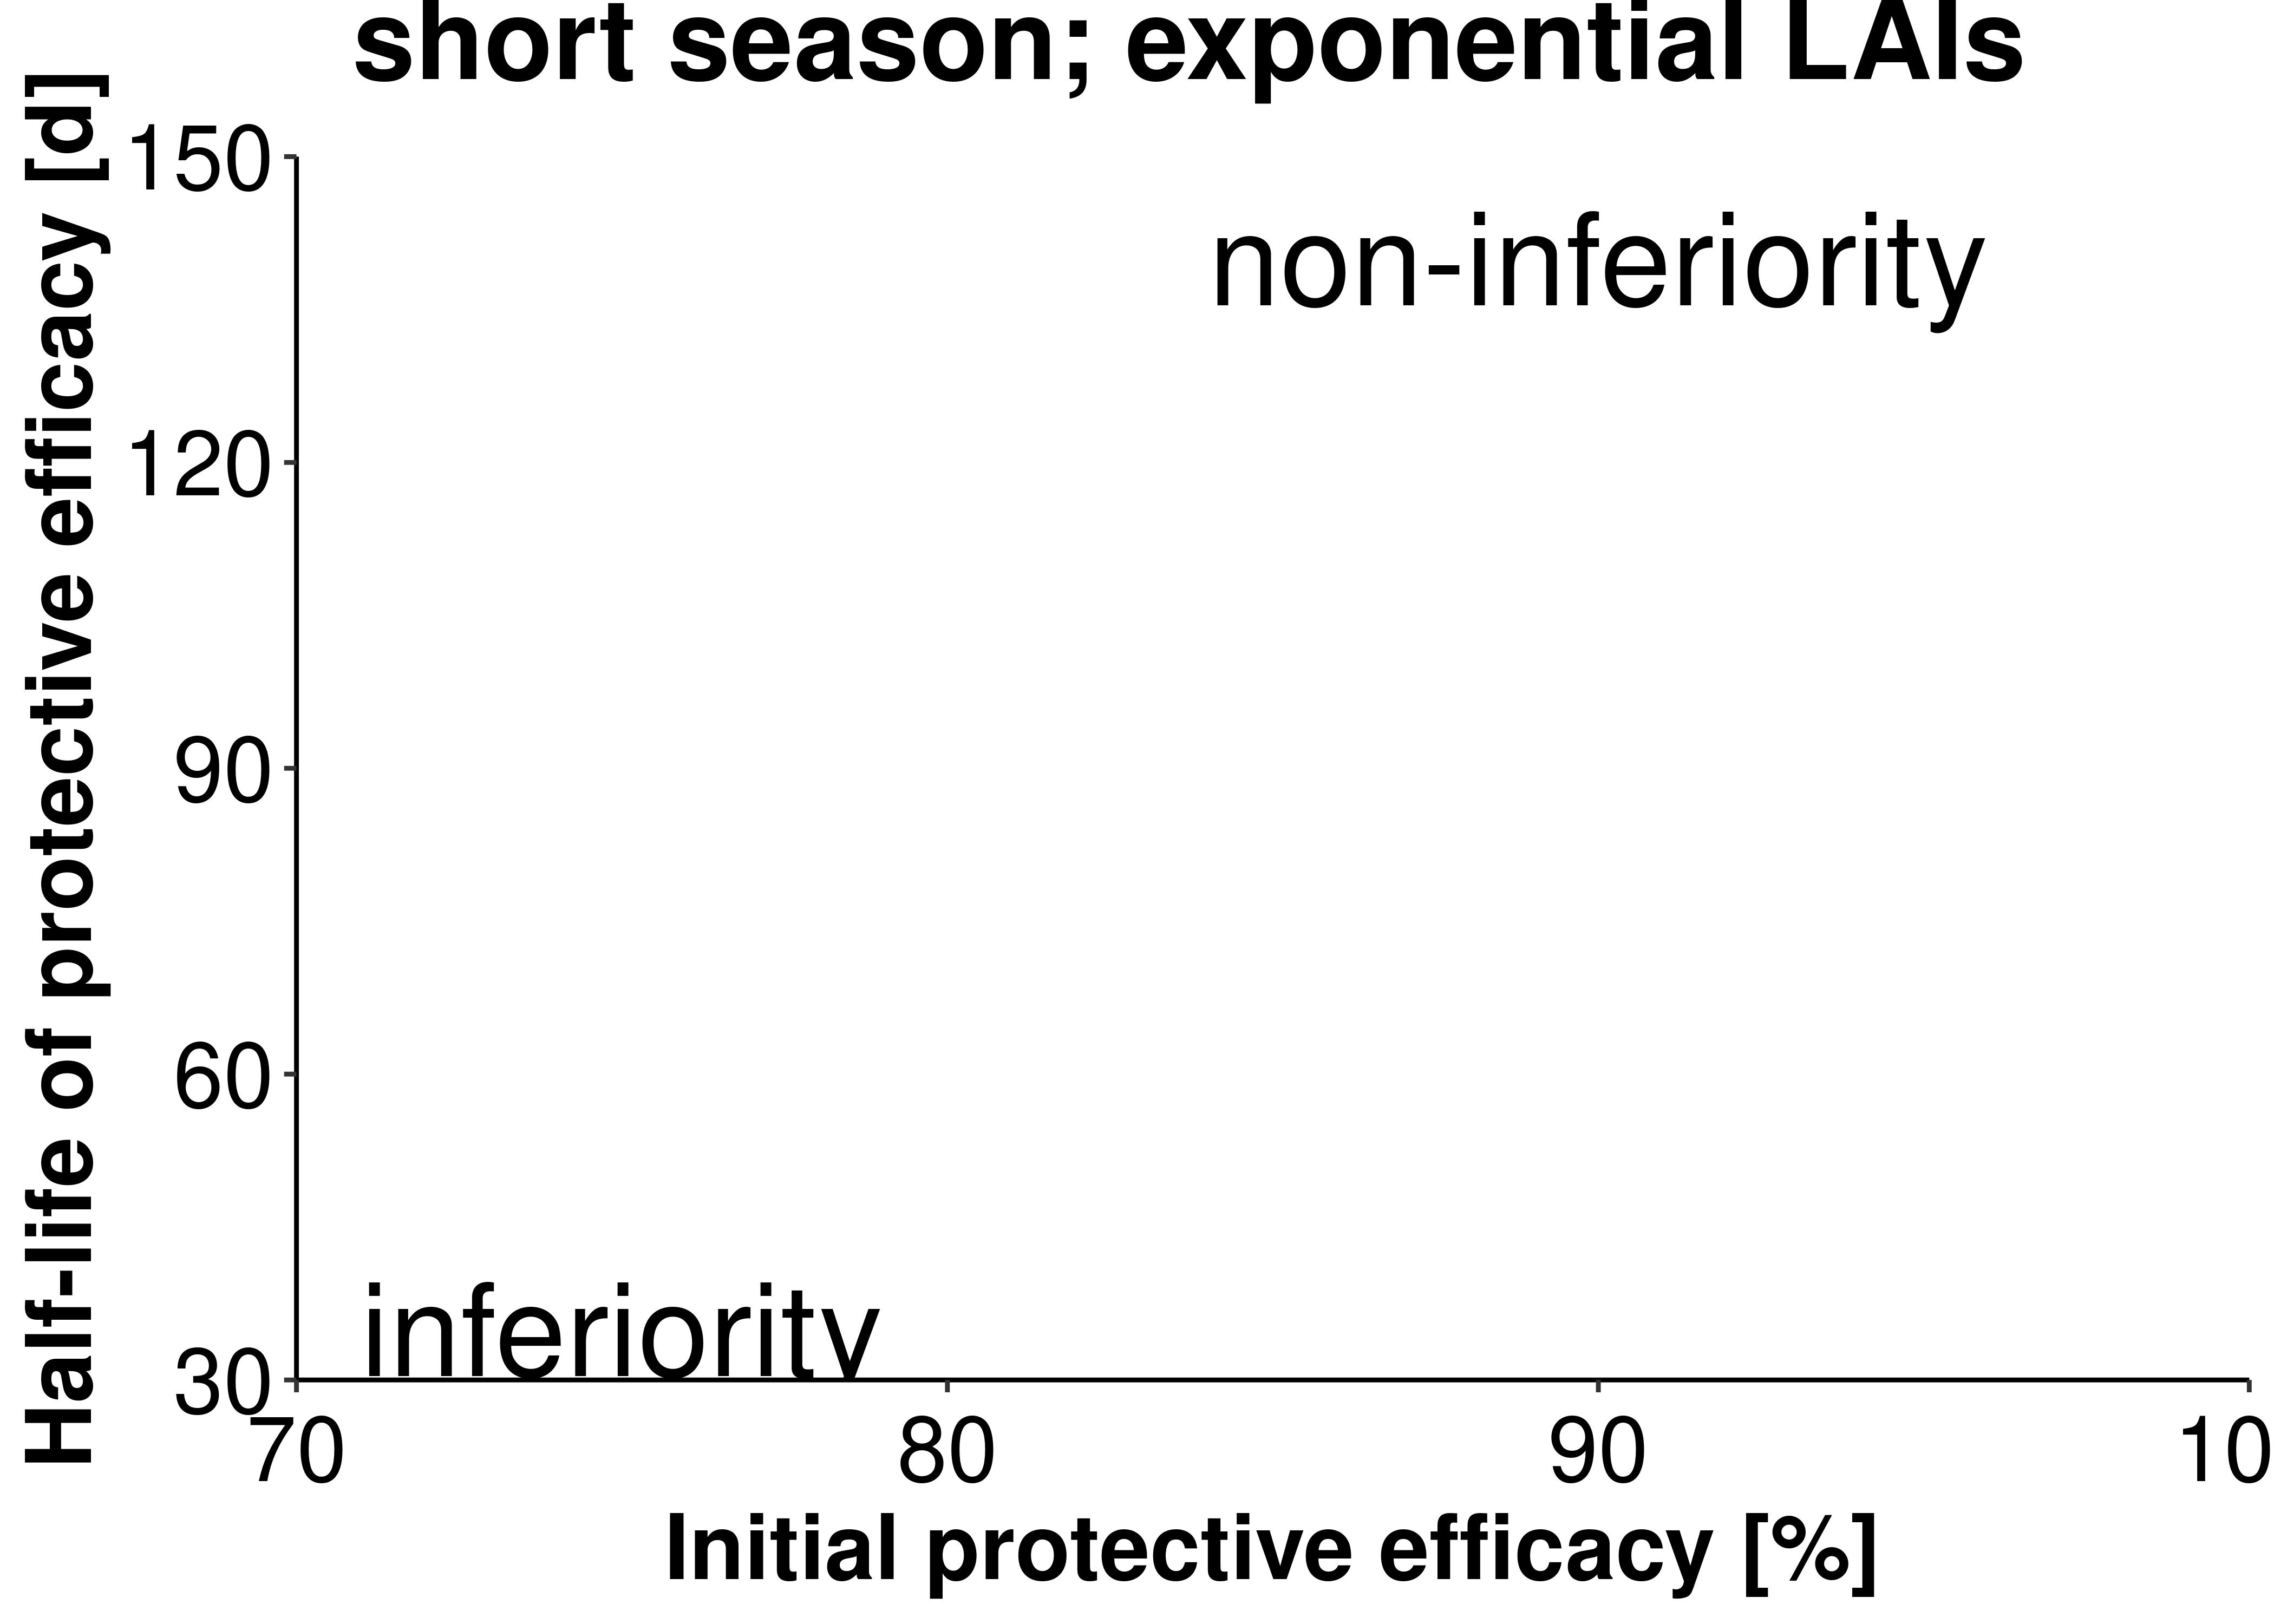 short season; exponential LAIs
Half-life of protective efficacy [d]
150
non-inferiority
120
90
60
inferiority
30
70 80 90 10
Initial protective efficacy [%]